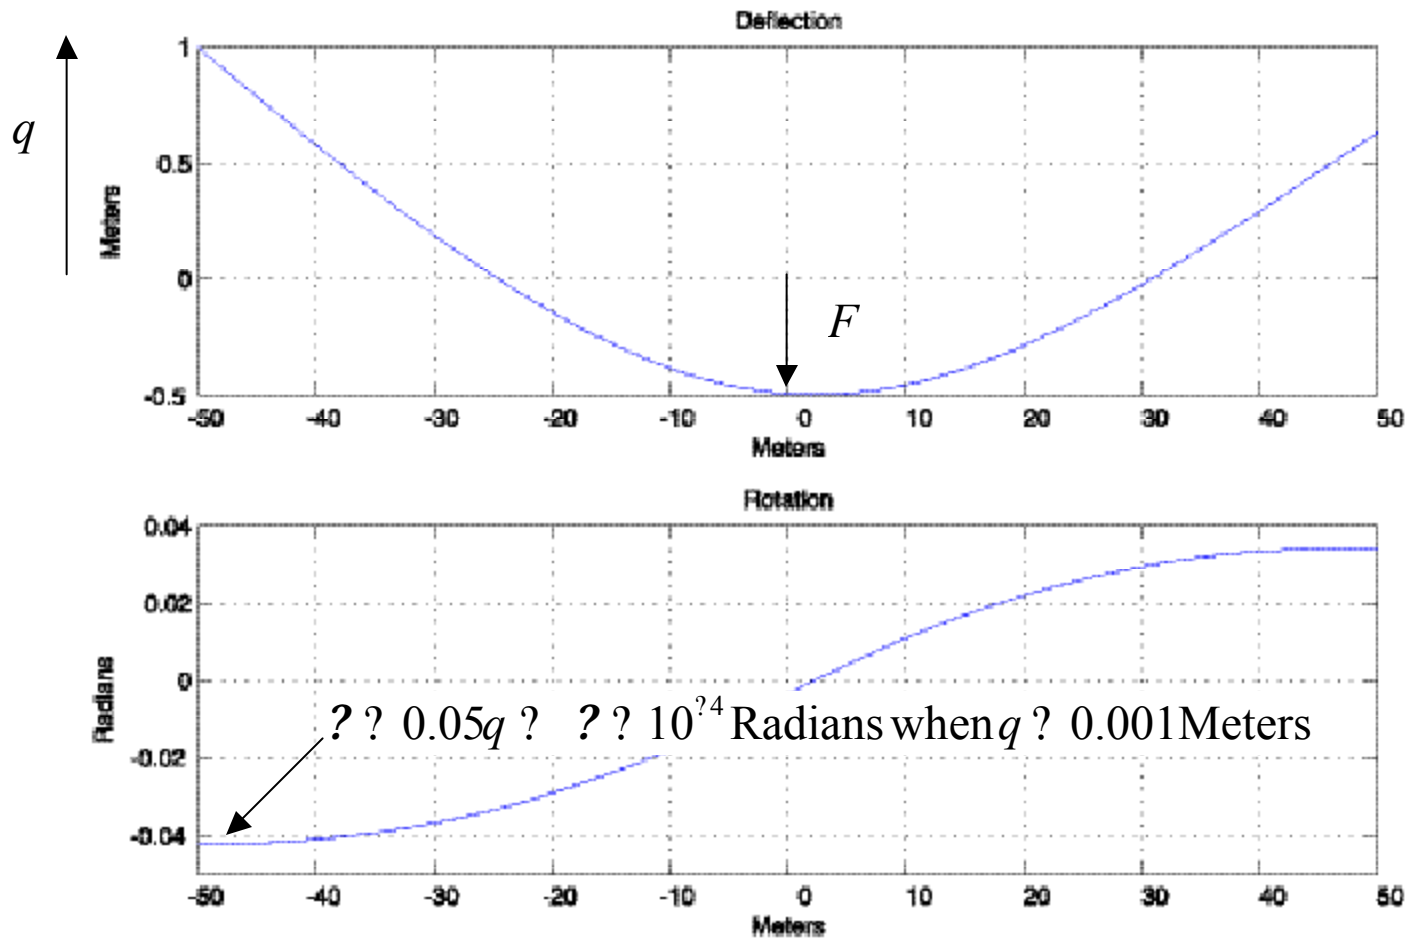 Deflection
q
1
0.5
0
-0.5
Meters
F
-50 -40 -30 -20 -10 0 10 20 30 40 50
Meters
Rotation
0.04
0.02
0
-0.02
-0.04
Radians
? ? 0.05q ? ? ? 10^{?4} Radians when q ? 0.001Meters
-50 -40 -30 -20 -10 0 10 20 30 40 50
Meters